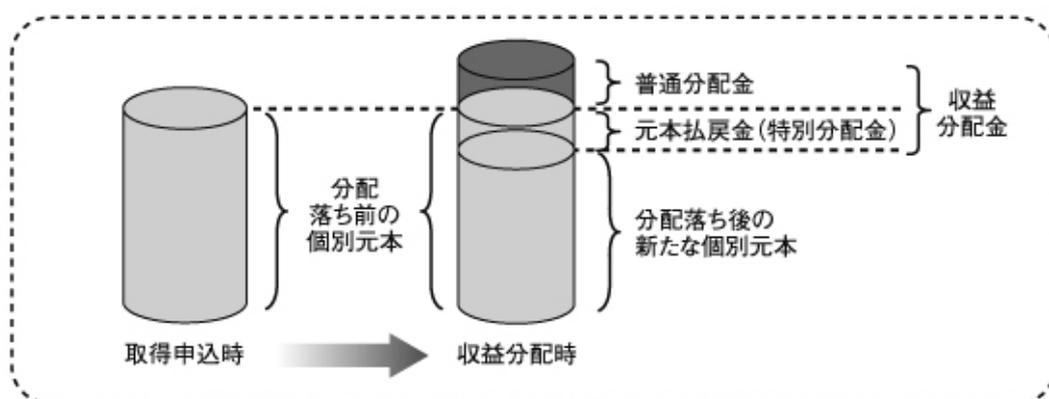 普通分配金
収益
分配金
元本払戻金(特別分配金)
分配
落ち前の
個別元本
分配落ち後の
新たな個別元本
取得申込時
収益分配時